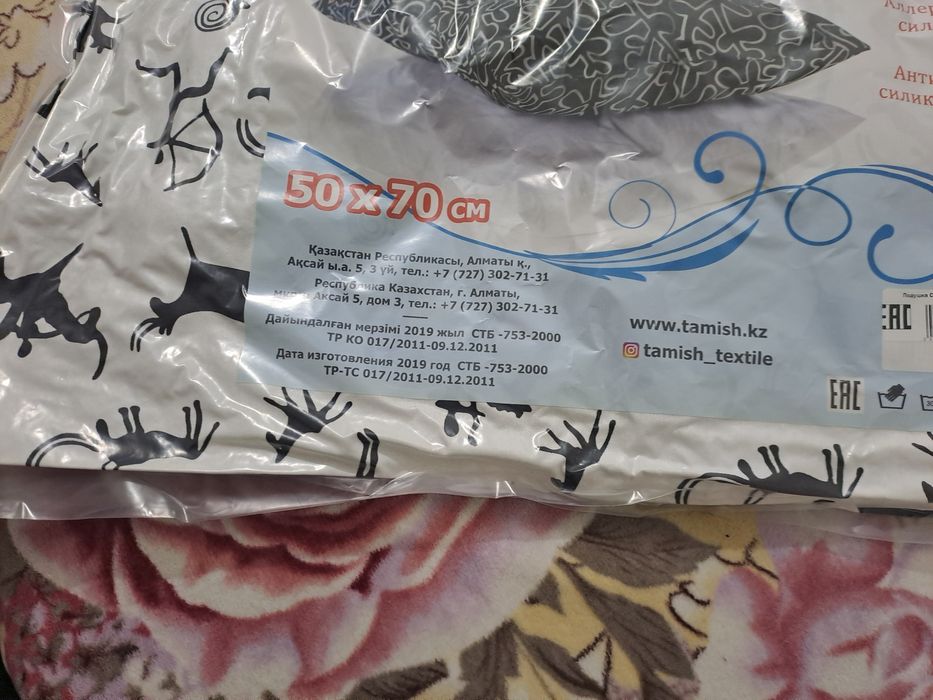 50 x 70 см
Қазақстан Республикасы, Алматы қ.,
Ақсай ы.а. 5, 3 үй, тел.: +7 (727) 302-71-31
Республика Казахстан, г. Алматы,
Аксай 5, дом 3, тел.: +7 (727) 302-71-31
Дайындалған мерзімі 2019 жыл СТБ -753-2000
ТР КО 017/2011-09.12.2011
Дата изготовления 2019 год СТБ -753-2000
ТР-ТС 017/2011-09.12.2011
www.tamish.kz
tamish_textile
Подушка
EAC
EAC